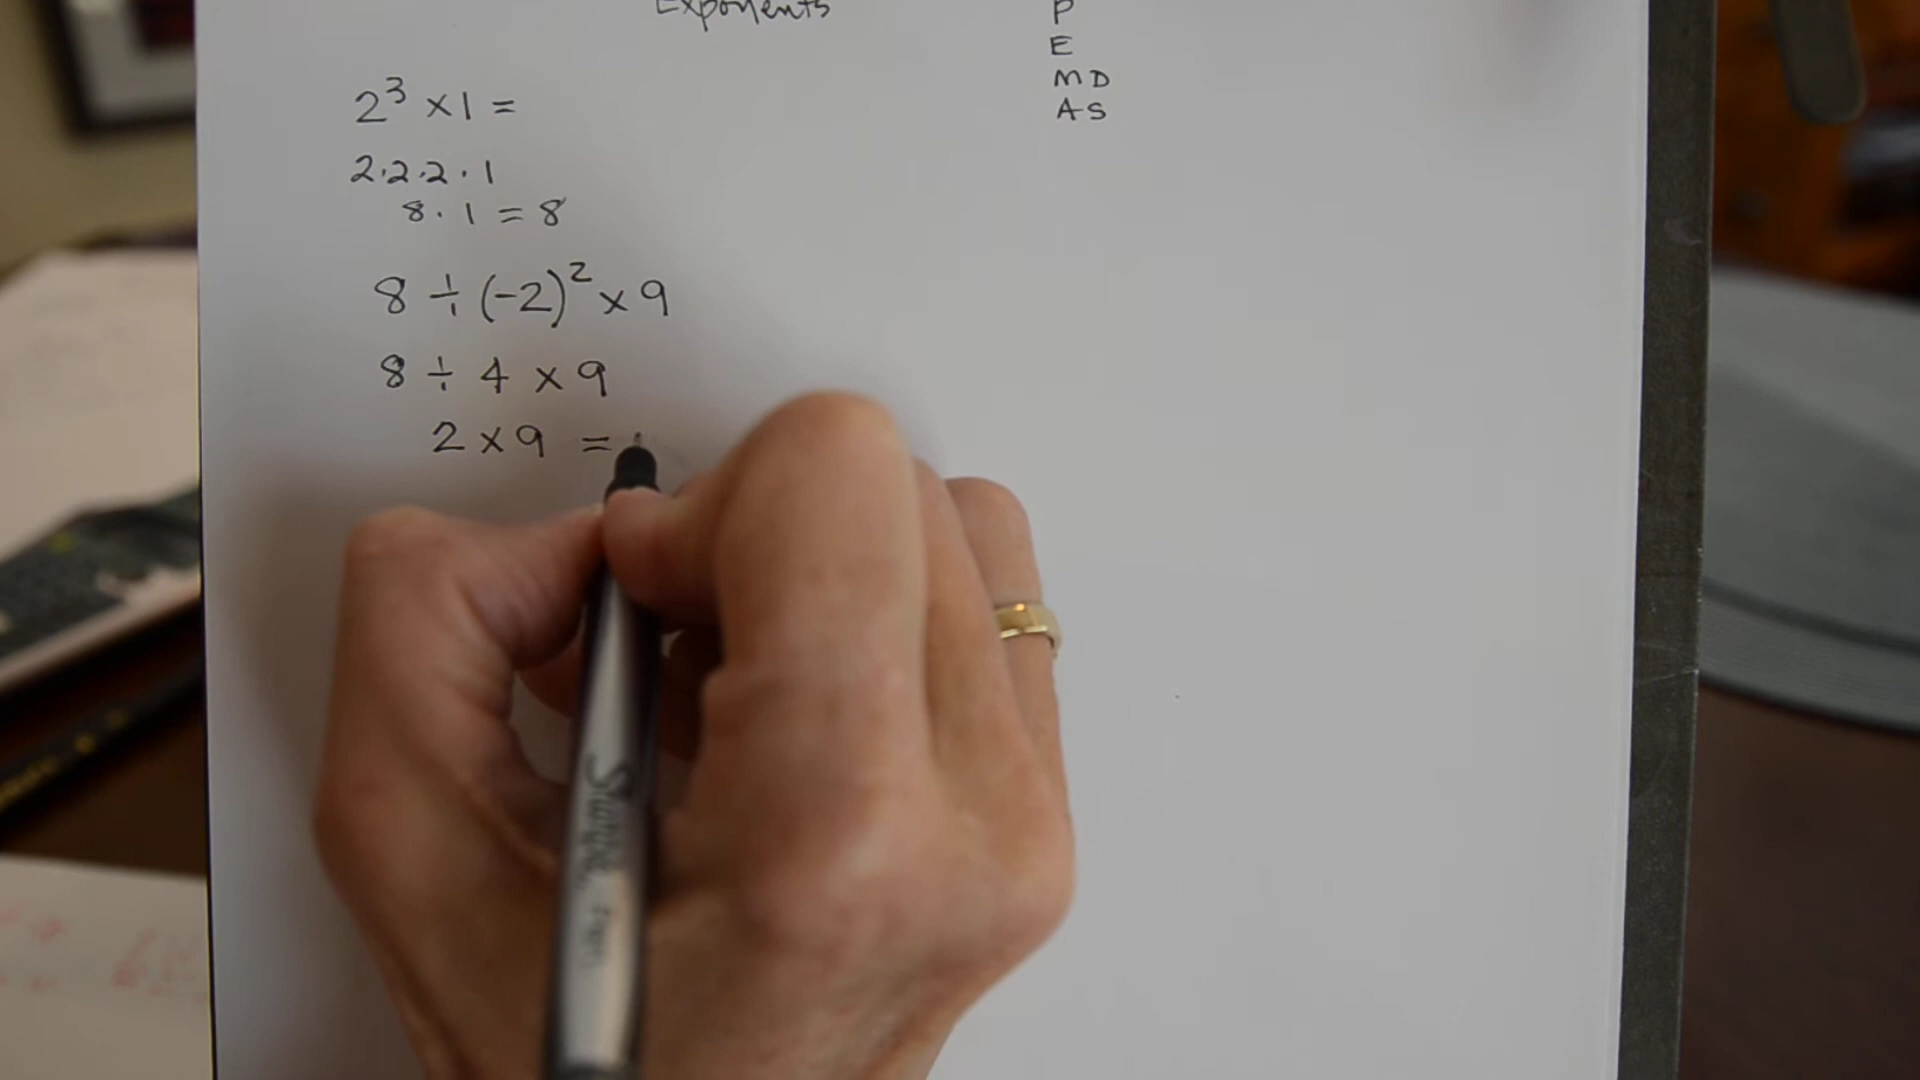 Exponents
P
E
MD
AS
2³ × 1 =
2·2·2·1
8·1 = 8
8 ÷ (-2)² × 9
8 ÷ 4 × 9
2 × 9 =
Sharpie